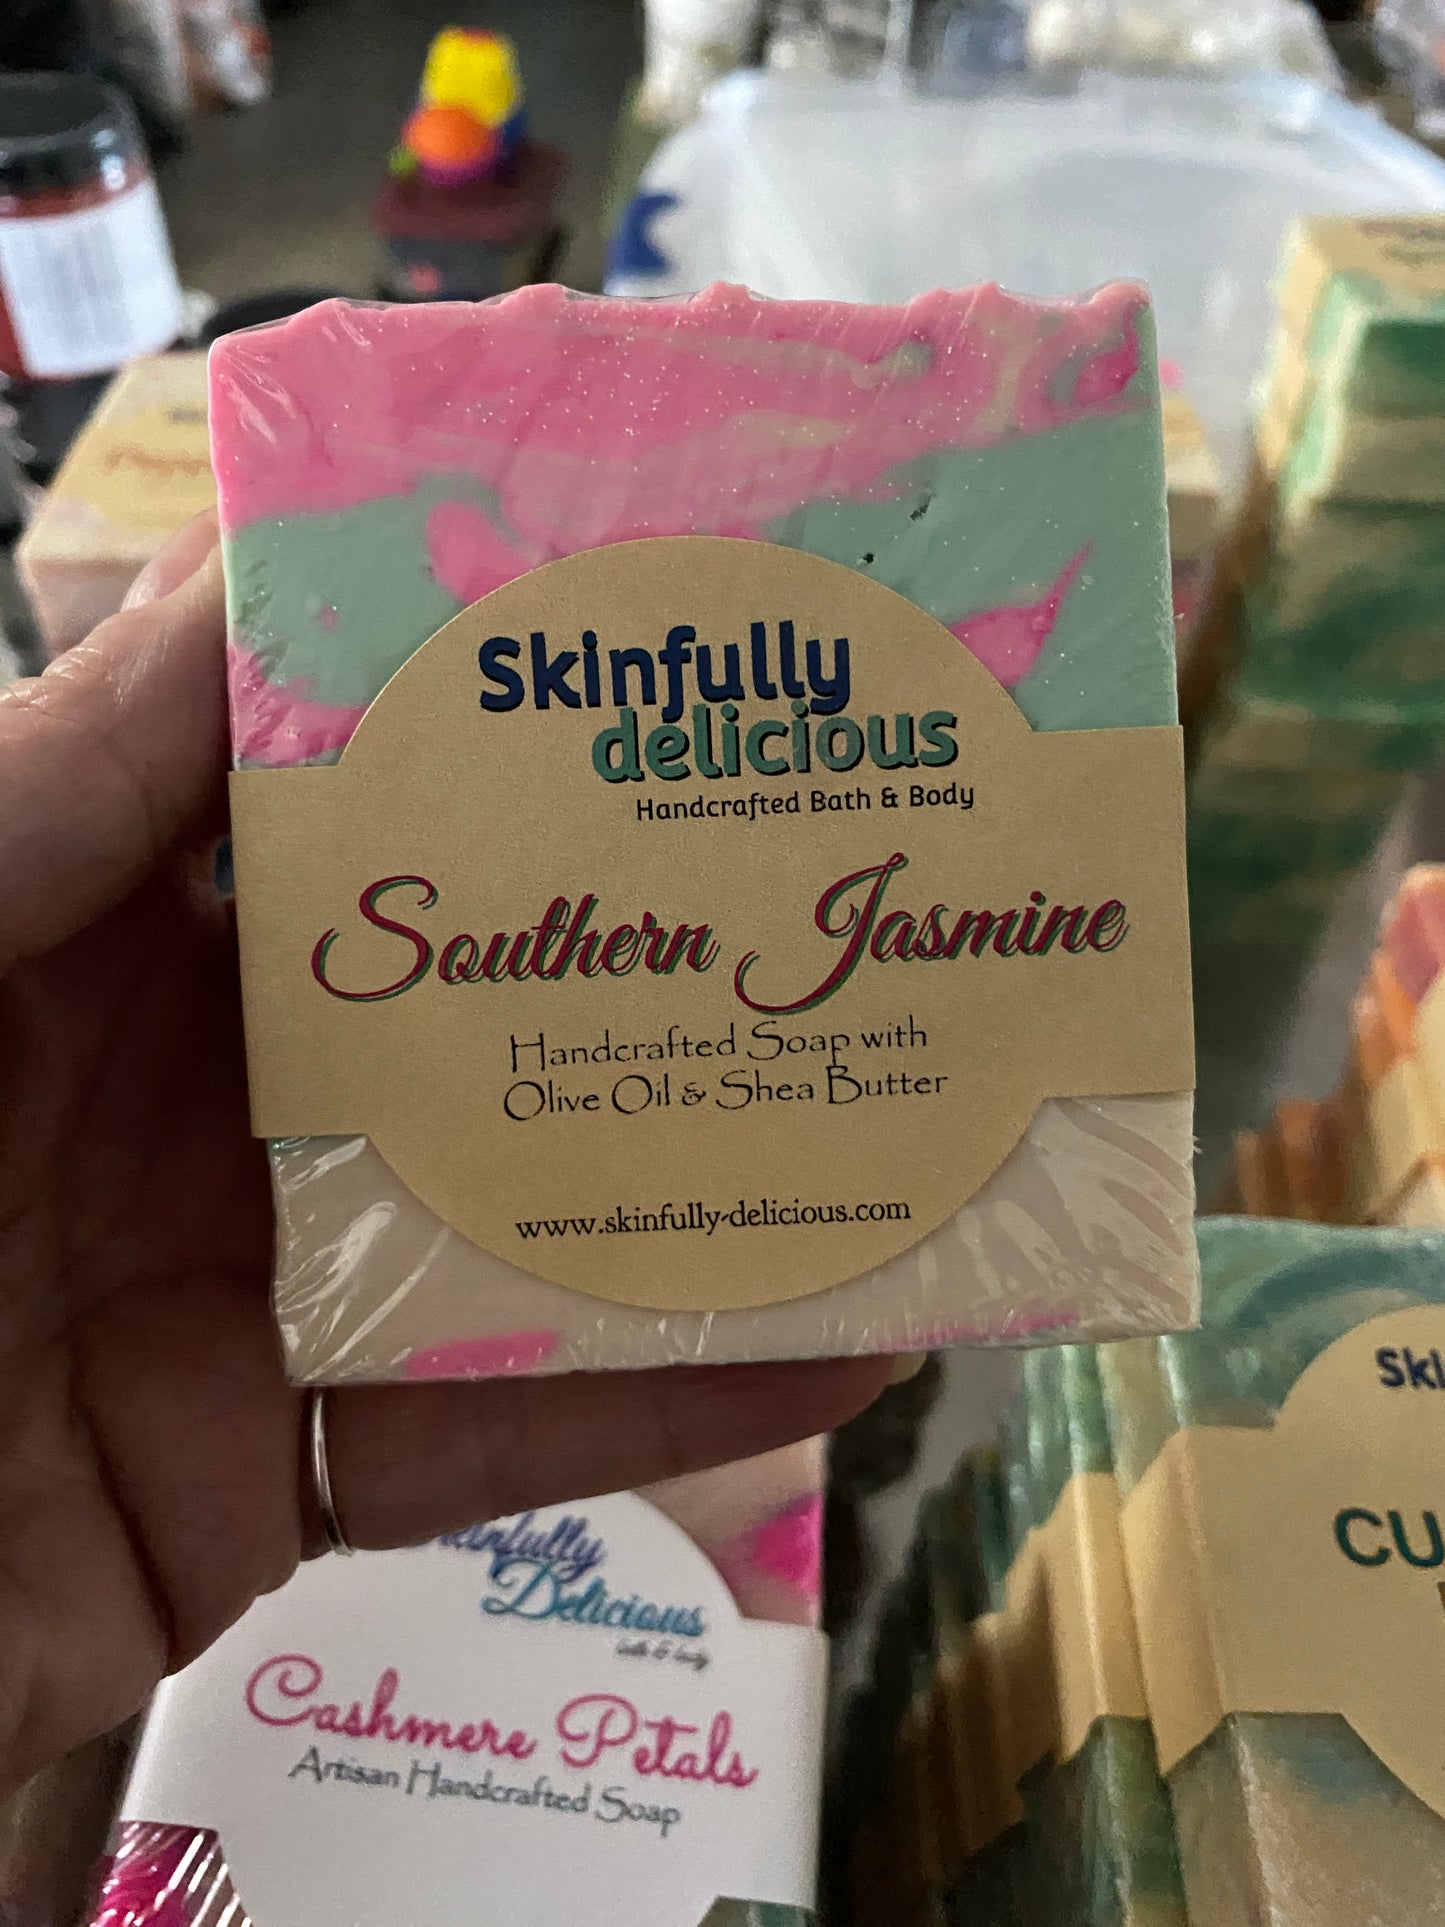 Skinfully
delicious
Handcrafted Bath & Body
Southern Jasmine
Handcrafted Soap with
Olive Oil & Shea Butter
www.skinfully-delicious.com
Delicious
Cashmere Petals
Artisan Handcrafted Soap